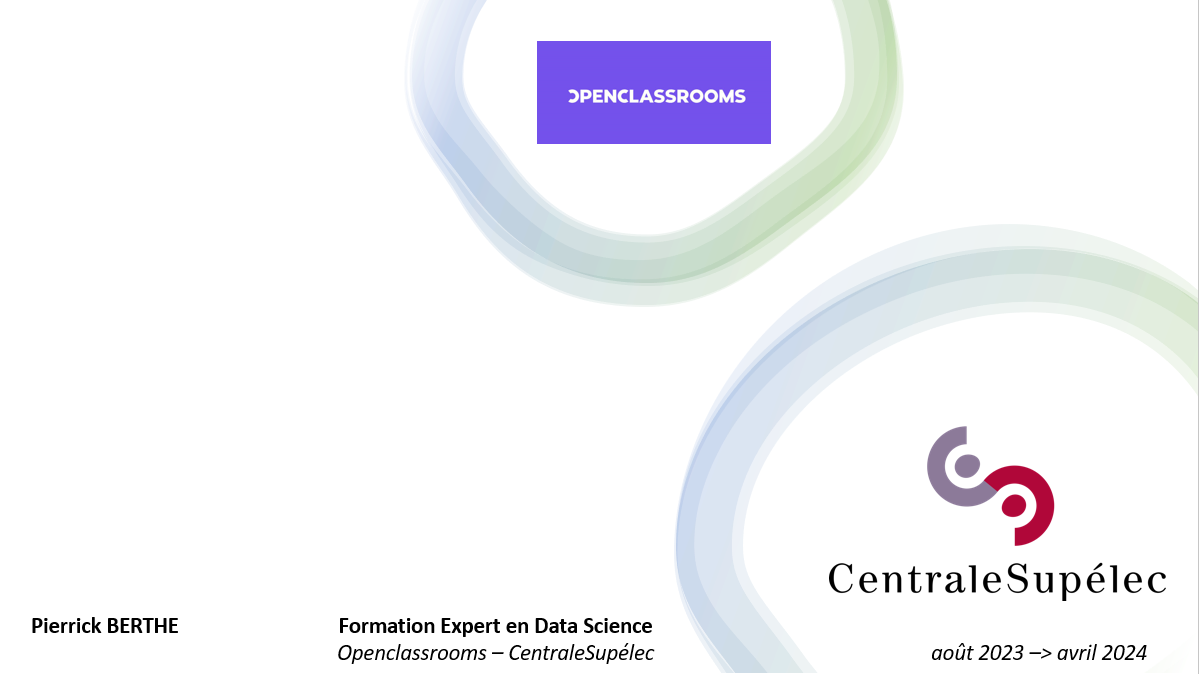 OPENCLASSROOMS
CentraleSupélec
Pierrick BERTHE
Formation Expert en Data Science
Openclassrooms – CentraleSupélec
août 2023 –> avril 2024